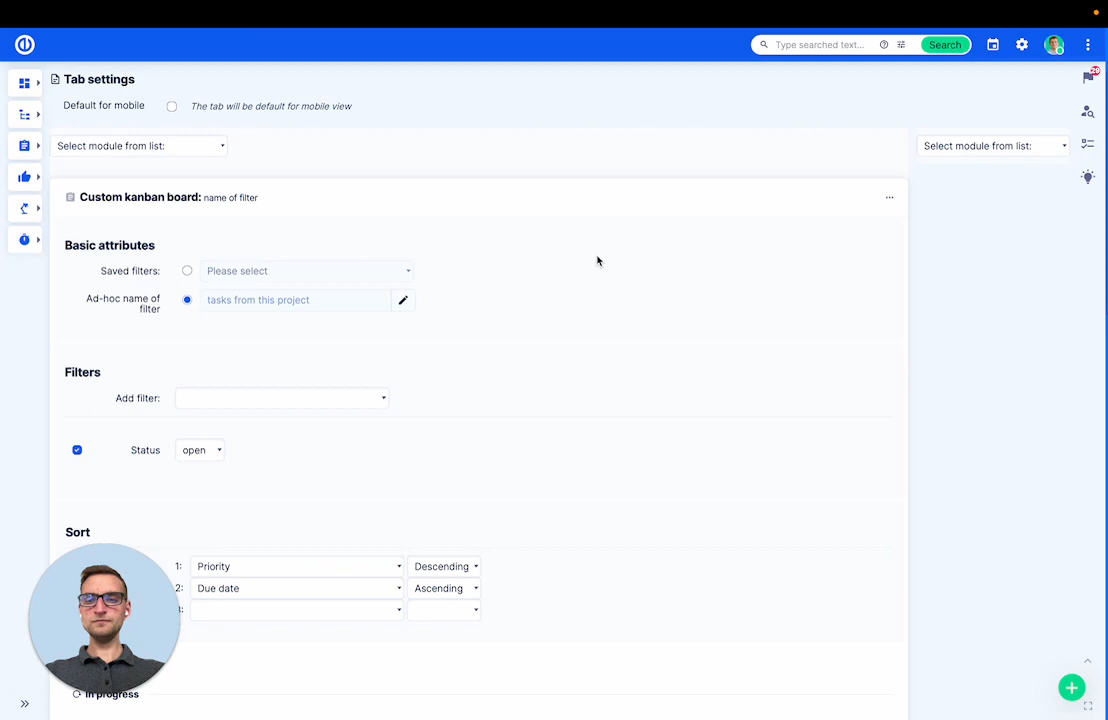 Type searched text...
Search
Tab settings
29
Default for mobile
The tab will be default for mobile view
Select module from list:
Select module from list:
Custom kanban board: name of filter
Basic attributes
Saved filters:
Please select
Ad-hoc name of
filter
tasks from this project
Filters
Add filter:
Status
open
Sort
1:
Priority
Descending
2:
Due date
Ascending
3:
In progress